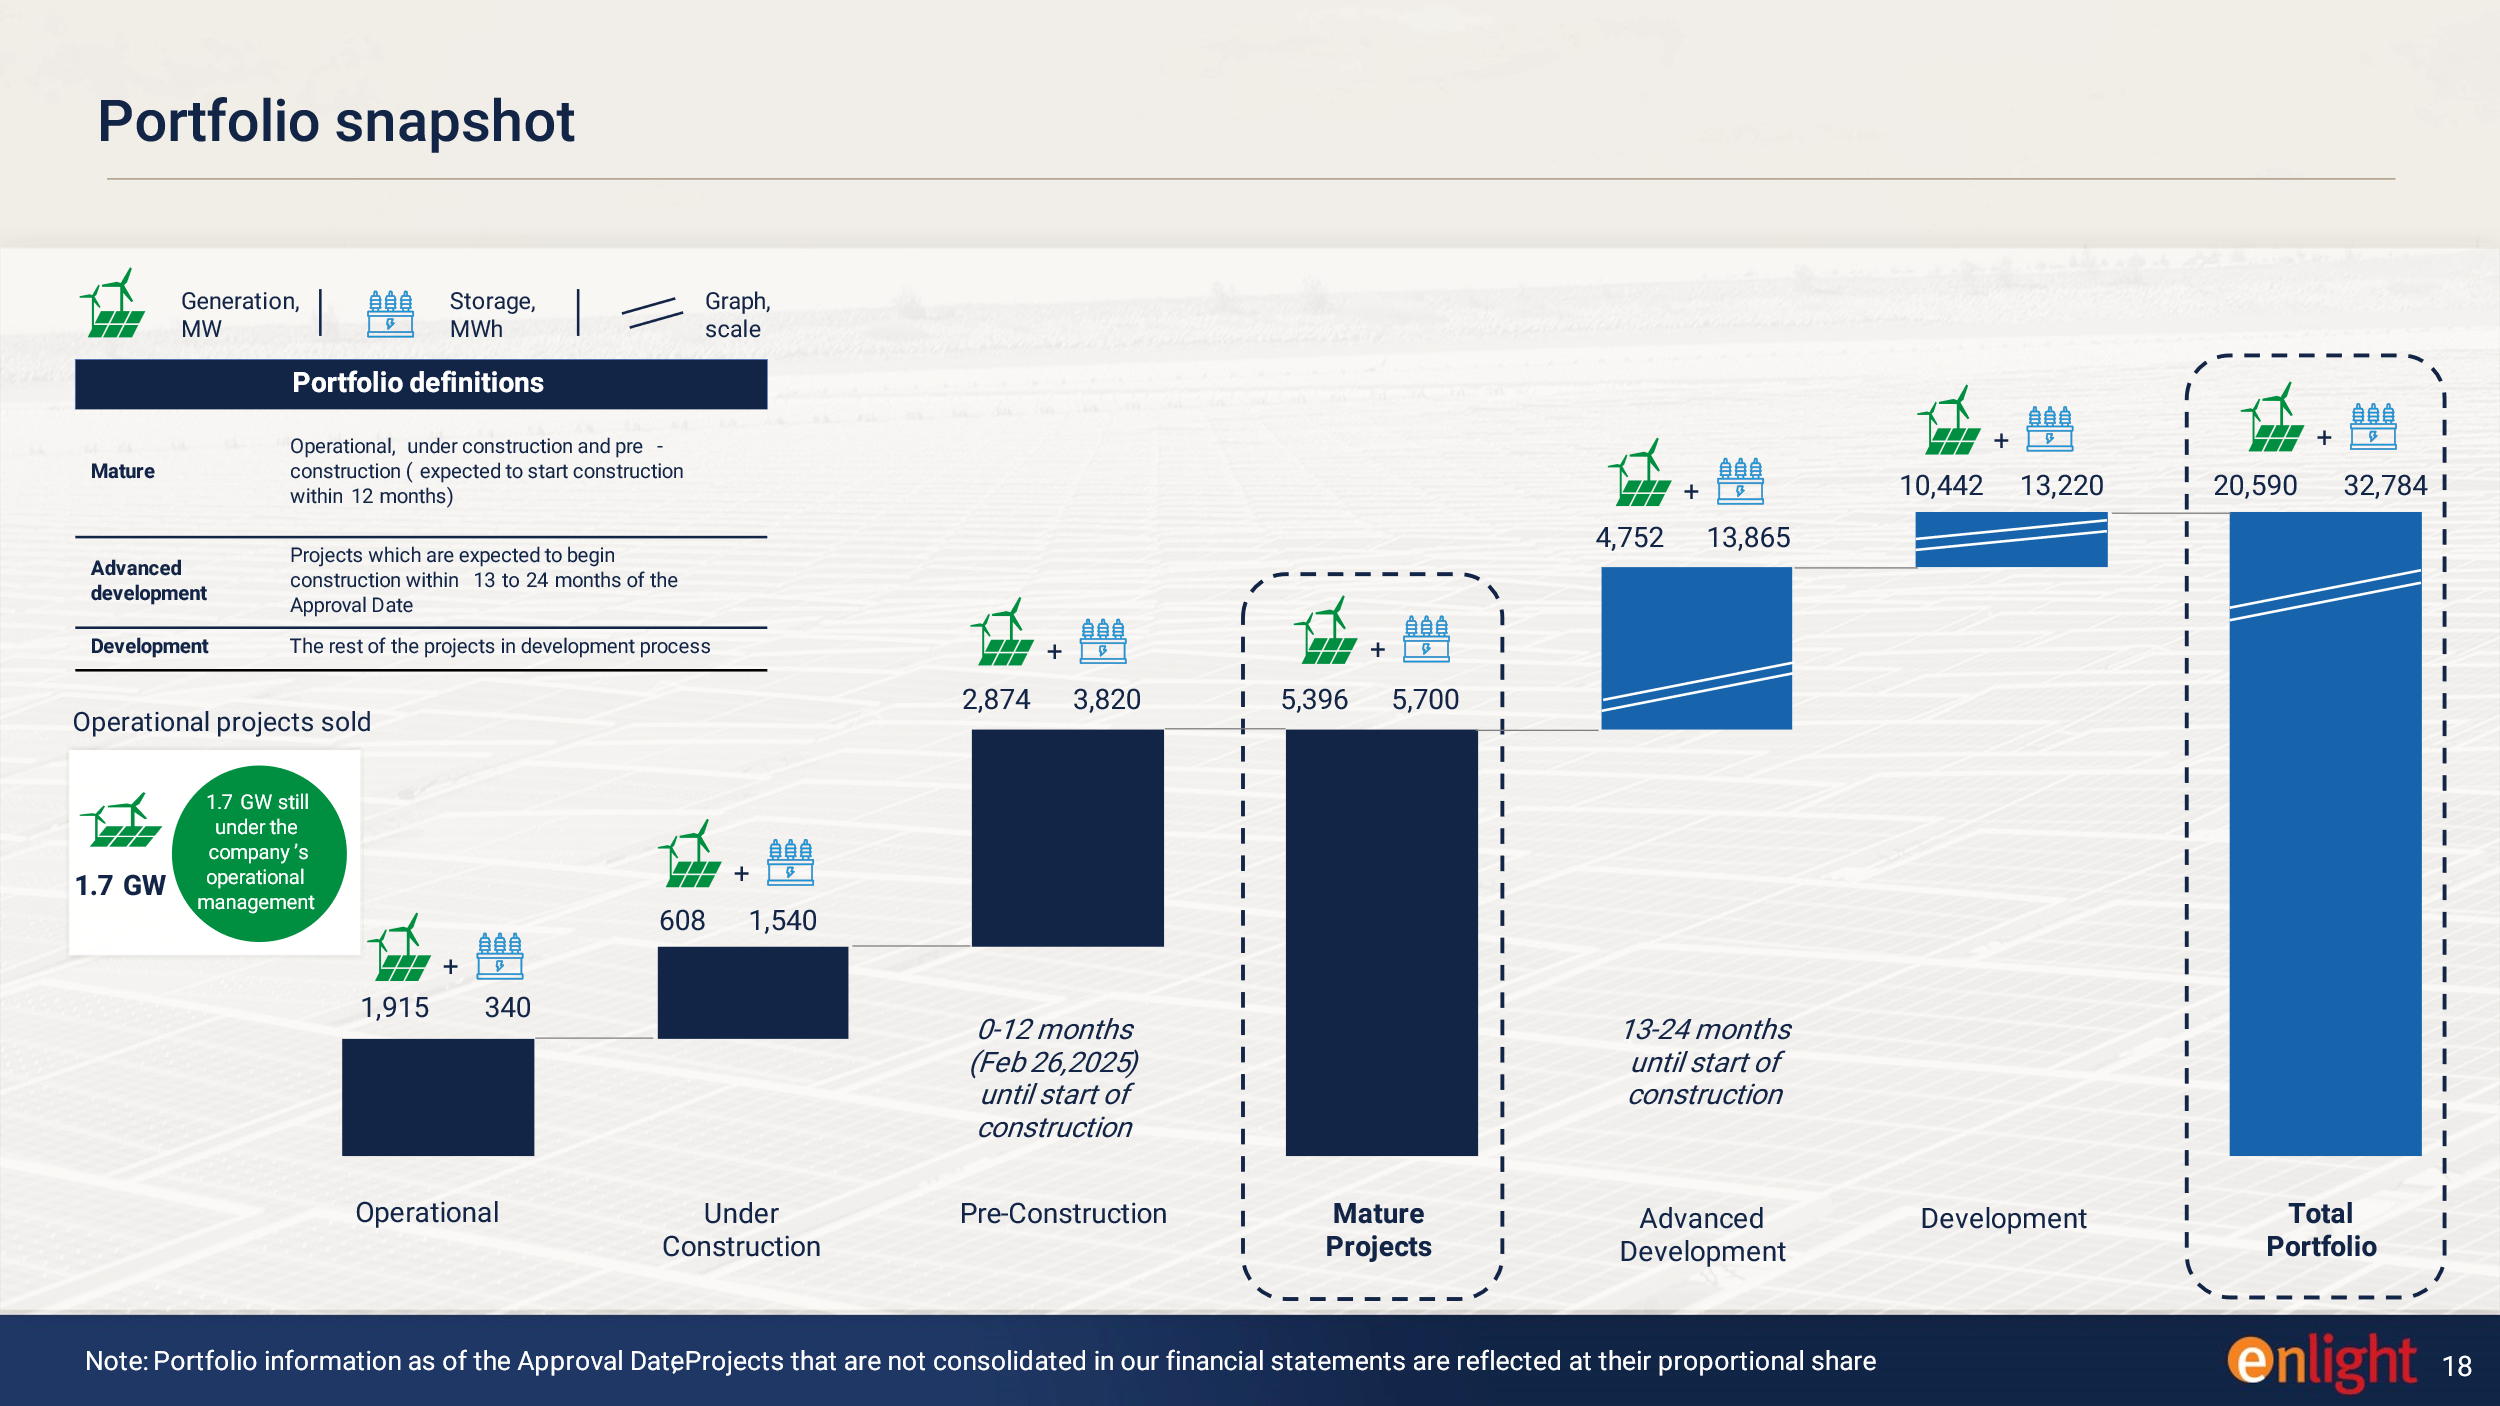 Portfolio snapshot
Generation,
MW
Storage,
MWh
Graph,
scale
Portfolio definitions
Mature
Operational, under construction and pre -
construction ( expected to start construction
within 12 months)
Advanced
development
Projects which are expected to begin
construction within 13 to 24 months of the
Approval Date
Development
The rest of the projects in development process
Operational projects sold
1.7 GW
1.7 GW still
under the
company 's
operational
management
+
1,915 340
+
608 1,540
+
2,874 3,820
+
5,396 5,700
+
4,752 13,865
+
10,442 13,220
+
20,590 32,784
0-12 months
(Feb 26,2025)
until start of
construction
13-24 months
until start of
construction
Operational
Under
Construction
Pre-Construction
Mature
Projects
Advanced
Development
Development
Total
Portfolio
Note: Portfolio information as of the Approval Date;Projects that are not consolidated in our financial statements are reflected at their proportional share
enlight
18